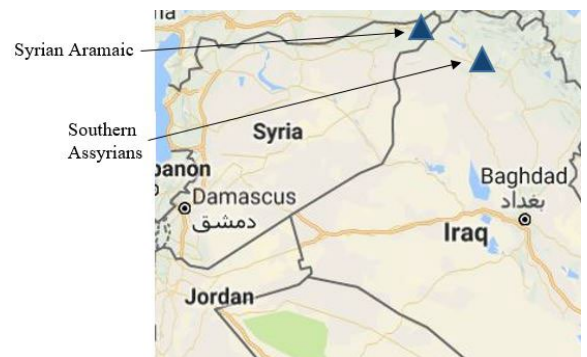 Syrian Aramaic
Southern
Assyrians
Syria
Damascus
دمشق
Baghdad
بغداد
Iraq
Jordan